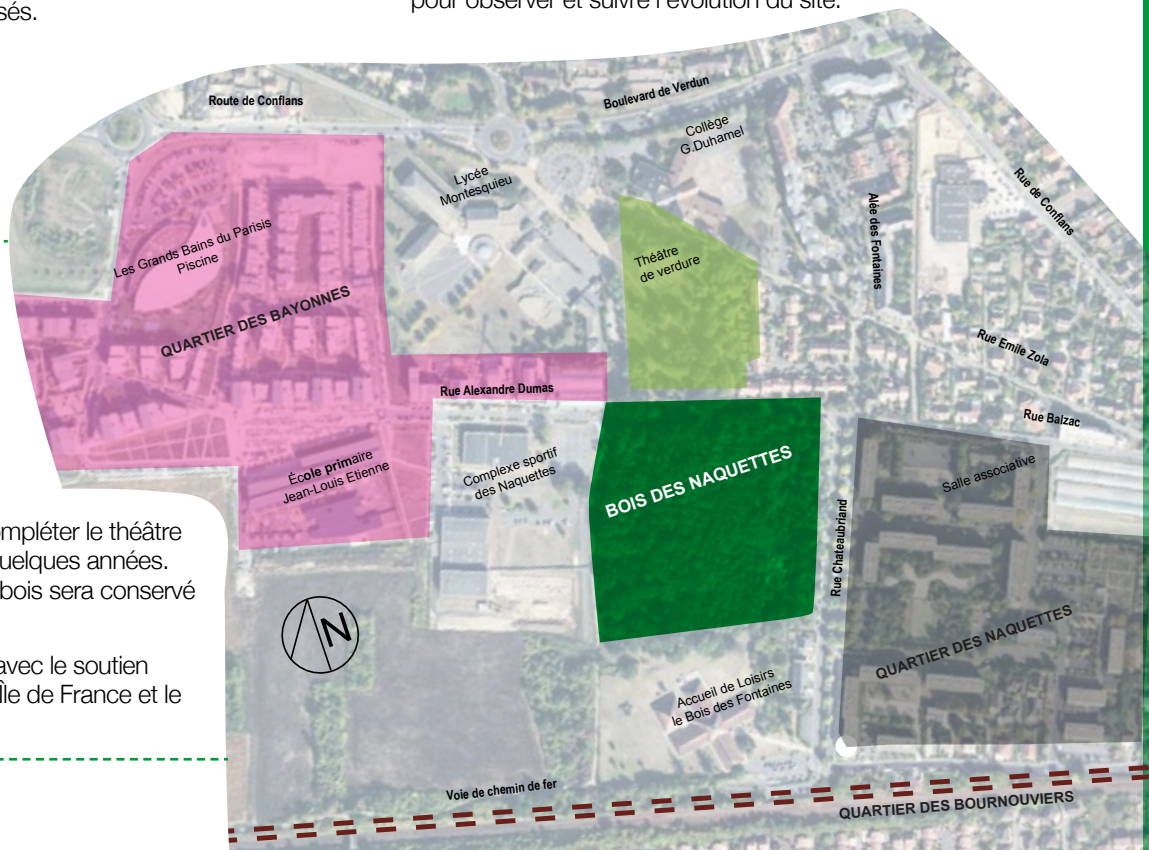 sés.
pour observer et suivre l'évolution du site.
Route de Conflans
Boulevard de Verdun
Collège
G.Duhamel
Lycée
Montesquieu
Rue de Conflans
Alée des Fontaines
Les Grands Bains du Parisis
Piscine
Théâtre
de verdure
QUARTIER DES BAYONNES
Rue Emile Zola
Rue Alexandre Dumas
Rue Balzac
École primaire
Jean-Louis Etienne
Complexe sportif
des Naquettes
BOIS DES NAQUETTES
Salle associative
Rue Chateaubriand
mpléter le théâtre
uelques années.
bois sera conservé
N
QUARTIER DES NAQUETTES
avec le soutien
Île de France et le
Accueil de Loisirs
le Bois des Fontaines
Voie de chemin de fer
QUARTIER DES BOURNOUVIERS